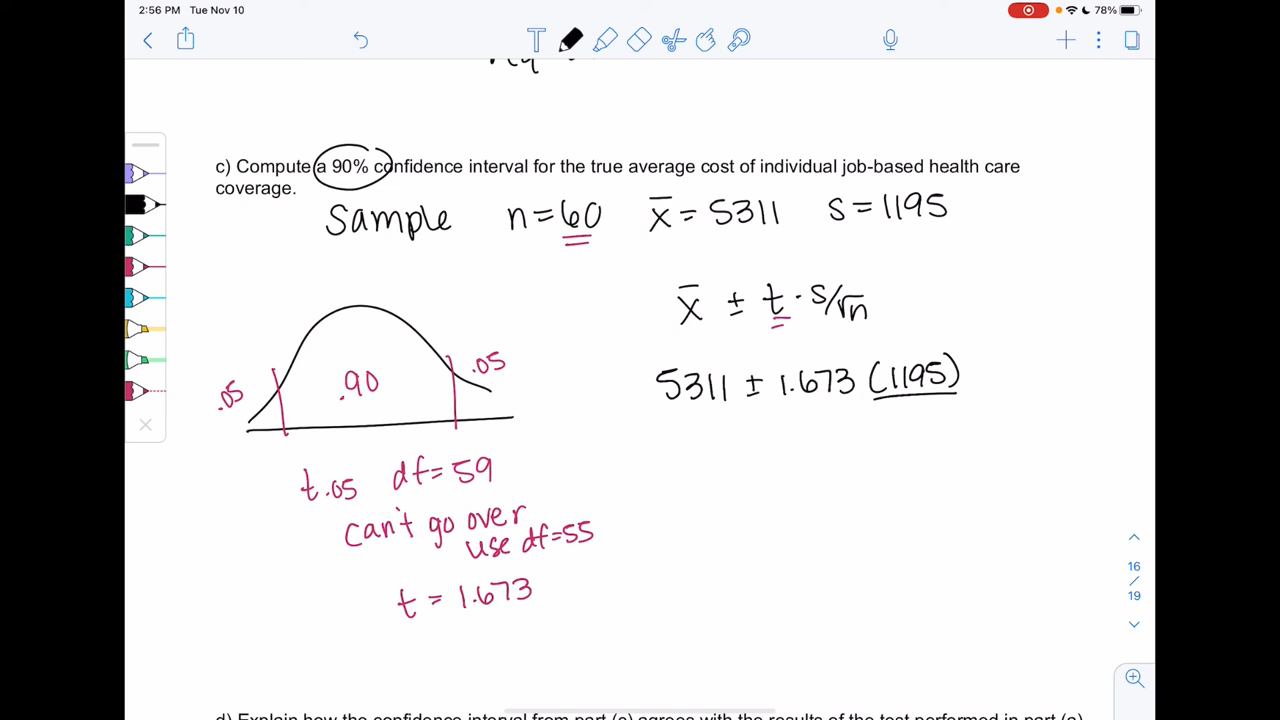 2:56 PM Tue Nov 10
78%
T
c) Compute a 90% confidence interval for the true average cost of individual job-based health care
coverage.
Sample n=60 x̄ = 5311 s=1195
x̄ ± t · s/√n
.05 .90 .05
5311 ± 1.673 (1195)
t.05 df=59
can't go over
use df=55
t = 1.673
16
/
19